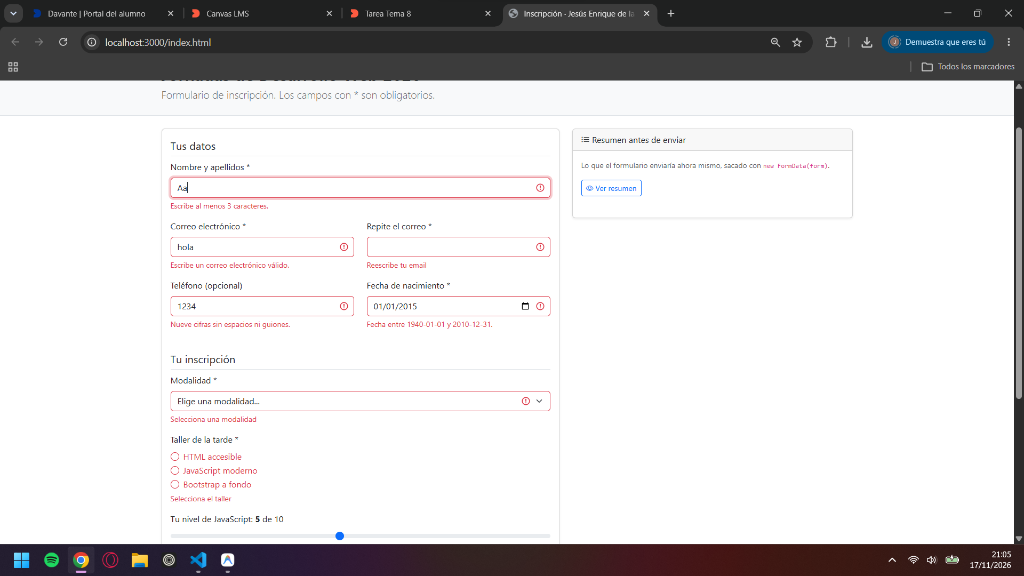 Davante | Portal del alumno
Canvas LMS
Tarea Tema 8
Inscripción - Jesús Enrique de la
localhost:3000/index.html
Demuestra que eres tú
Todos los marcadores
Formulario de inscripción. Los campos con * son obligatorios.
Tus datos
Nombre y apellidos *
Aa
Escribe al menos 3 caracteres.
Correo electrónico *
Repite el correo *
hola
Escribe un correo electrónico válido.
Reescribe tu email
Teléfono (opcional)
Fecha de nacimiento *
1234
01/01/2015
Nueve cifras sin espacios ni guiones.
Fecha entre 1940-01-01 y 2010-12-31.
Tu inscripción
Modalidad *
Elige una modalidad...
Selecciona una modalidad
Taller de la tarde *
HTML accesible
JavaScript moderno
Bootstrap a fondo
Selecciona el taller
Tu nivel de JavaScript: 5 de 10
Resumen antes de enviar
Lo que el formulario enviaría ahora mismo, sacado con new FormData(form).
Ver resumen
21:05
17/11/2026